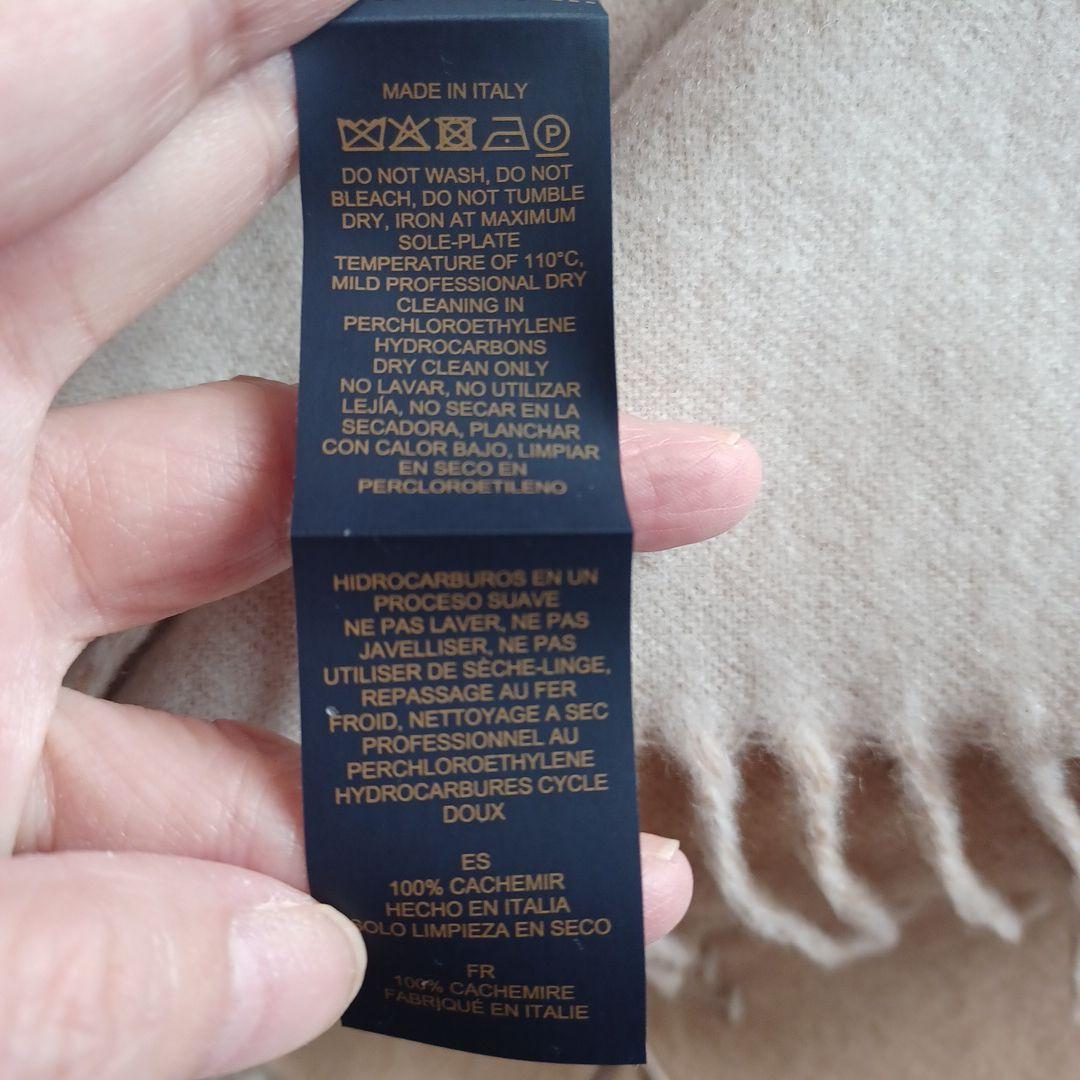 MADE IN ITALY
P
DO NOT WASH, DO NOT
BLEACH, DO NOT TUMBLE
DRY, IRON AT MAXIMUM
SOLE-PLATE
TEMPERATURE OF 110°C,
MILD PROFESSIONAL DRY
CLEANING IN
PERCHLOROETHYLENE
HYDROCARBONS
DRY CLEAN ONLY
NO LAVAR, NO UTILIZAR
LEJÍA, NO SECAR EN LA
SECADORA, PLANCHAR
CON CALOR BAJO, LIMPIAR
EN SECO EN
PERCLOROETILENO
HIDROCARBUROS EN UN
PROCESO SUAVE
NE PAS LAVER, NE PAS
JAVELLISER, NE PAS
UTILISER DE SÈCHE-LINGE,
REPASSAGE AU FER
FROID, NETTOYAGE A SEC
PROFESSIONNEL AU
PERCHLOROETHYLENE
HYDROCARBURES CYCLE
DOUX
ES
100% CACHEMIR
HECHO EN ITALIA
SOLO LIMPIEZA EN SECO
FR
100% CACHEMIRE
FABRIQUÉ EN ITALIE